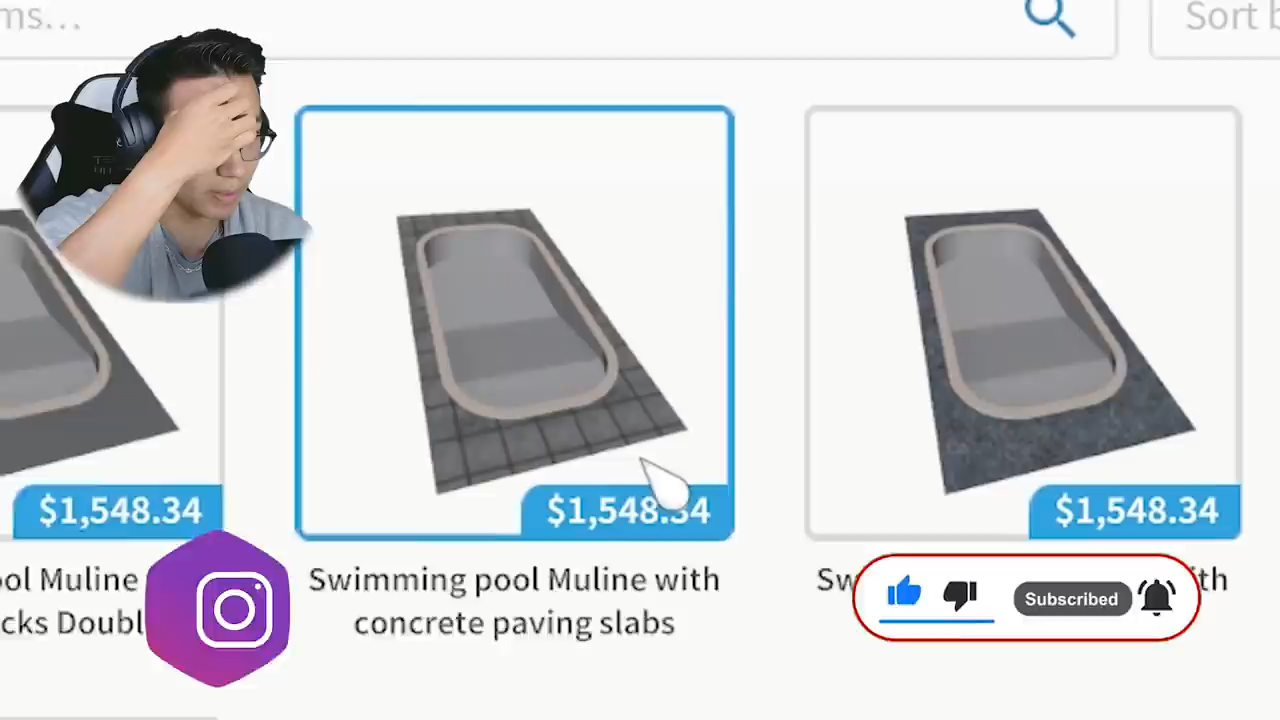 ms...
Sort b
$1,548.34
$1,548.34
$1,548.34
ool Muline
cks Doubl
Swimming pool Muline with
concrete paving slabs
Sw
ith
Subscribed